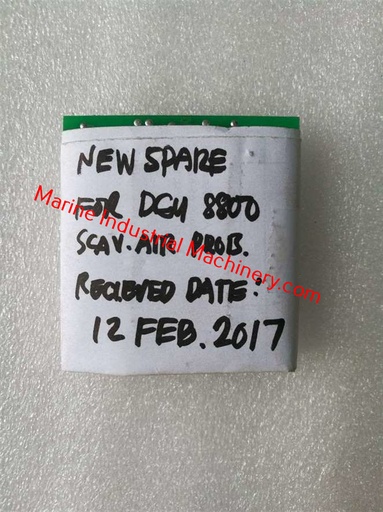 NEW SPARE
FOR DGU 8800
Marine Industrial Machinery.com
SCAV. AIR PROB.
RECIEVED DATE:
12 FEB. 2017